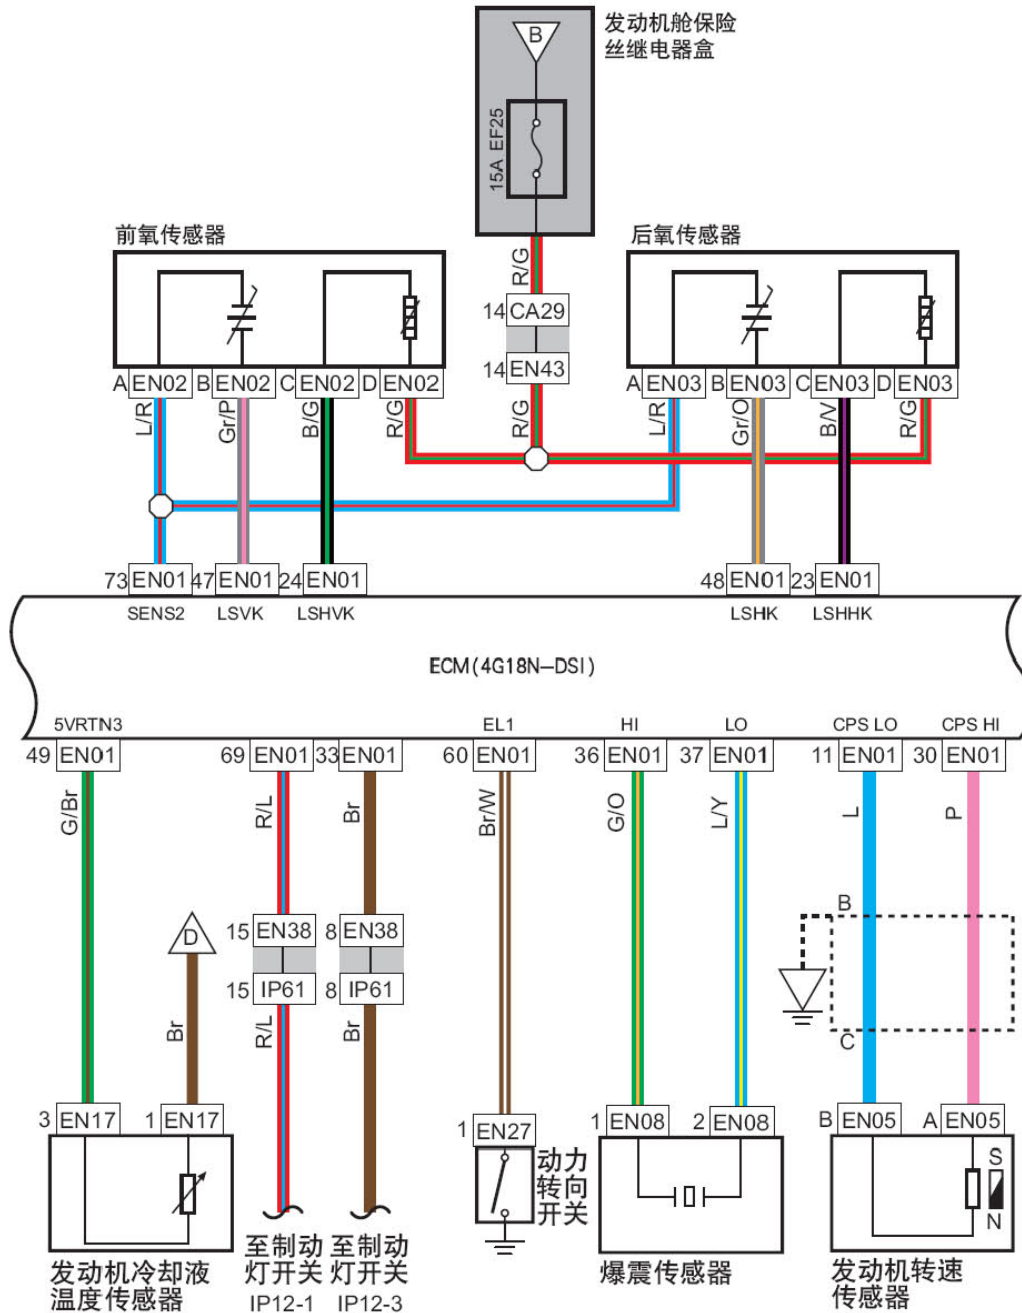 B
发动机舱保险
丝继电器盒
15A EF25
前氧传感器
后氧传感器
R/G
14 CA29
14 EN43
R/G
A EN02 B EN02 C EN02 D EN02
A EN03 B EN03 C EN03 D EN03
L/R Gr/P B/G R/G
L/R Gr/O B/V R/G
73 EN01 47 EN01 24 EN01
48 EN01 23 EN01
SENS2 LSVK LSHVK
LSHK LSHHK
ECM(4G18N-DSI)
5VRTN3 EL1 HI LO CPS LO CPS HI
49 EN01 69 EN01 33 EN01 60 EN01 36 EN01 37 EN01 11 EN01 30 EN01
G/Br R/L Br Br/W G/O L/Y L P
B
D
15 EN38 8 EN38
15 IP61 8 IP61
Br R/L Br
C
3 EN17 1 EN17
1 EN27
1 EN08 2 EN08
B EN05 A EN05
S
N
动力
转向
开关
发动机冷却液
温度传感器
至制动
灯开关
IP12-1
至制动
灯开关
IP12-3
爆震传感器
发动机转速
传感器